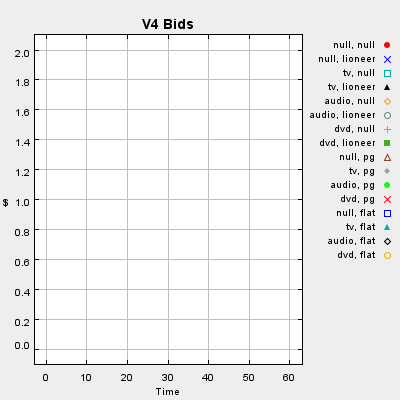 V4 Bids
2.0
1.8
1.6
1.4
1.2
$ 1.0
0.8
0.6
0.4
0.2
0.0
0 10 20 30 40 50 60
Time
null, null
null, lioneer
tv, null
tv, lioneer
audio, null
audio, lioneer
dvd, null
dvd, lioneer
null, pg
tv, pg
audio, pg
dvd, pg
null, flat
tv, flat
audio, flat
dvd, flat